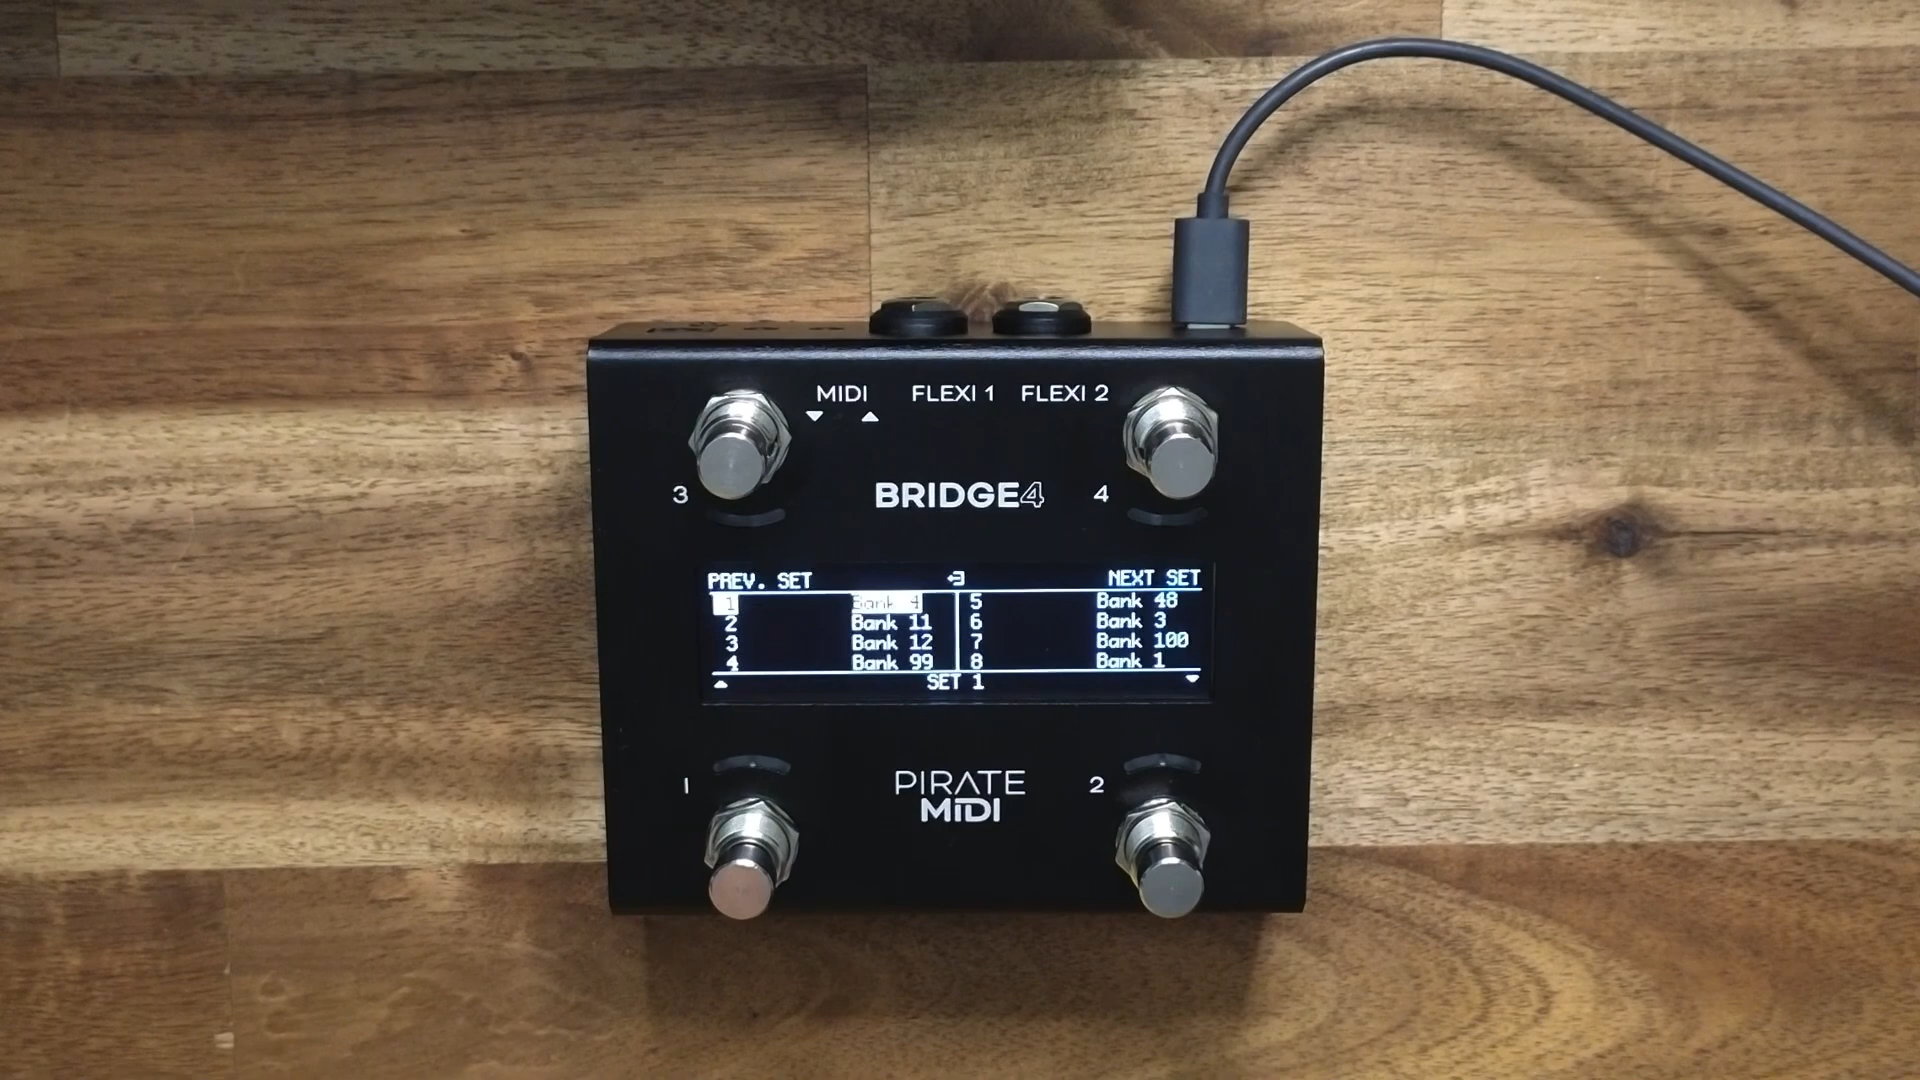 MIDI FLEXI 1 FLEXI 2
3 BRIDGE4 4
PREV. SET NEXT SET
1 Bank 4 5 Bank 48
2 Bank 11 6 Bank 3
3 Bank 12 7 Bank 100
4 Bank 99 8 Bank 1
SET 1
1 PIRATE 2
MIDI